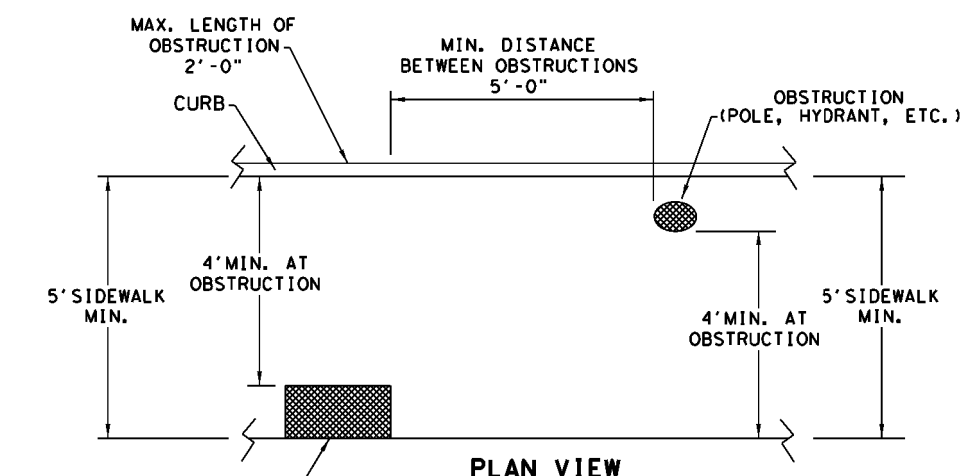 MAX. LENGTH OF
OBSTRUCTION
2'-0"
MIN. DISTANCE
BETWEEN OBSTRUCTIONS
5'-0"
CURB
OBSTRUCTION
(POLE, HYDRANT, ETC.)
4' MIN. AT
OBSTRUCTION
5' SIDEWALK
MIN.
4' MIN. AT
OBSTRUCTION
5' SIDEWALK
MIN.
PLAN VIEW